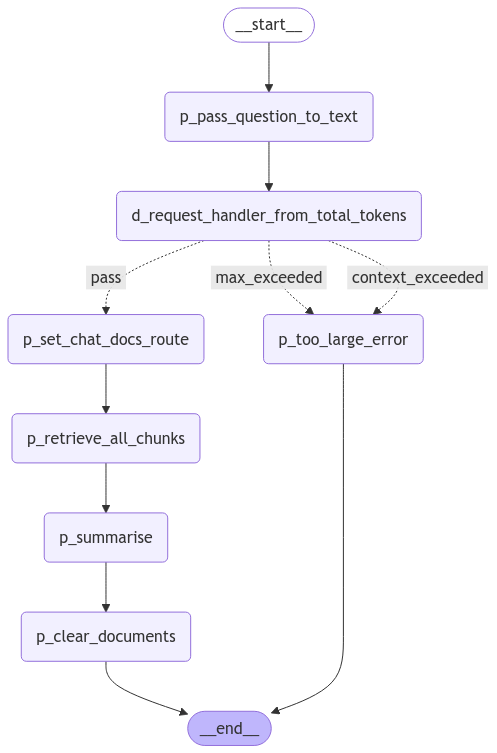 __start__
p_pass_question_to_text
d_request_handler_from_total_tokens
pass
max_exceeded
context_exceeded
p_set_chat_docs_route
p_too_large_error
p_retrieve_all_chunks
p_summarise
p_clear_documents
__end__